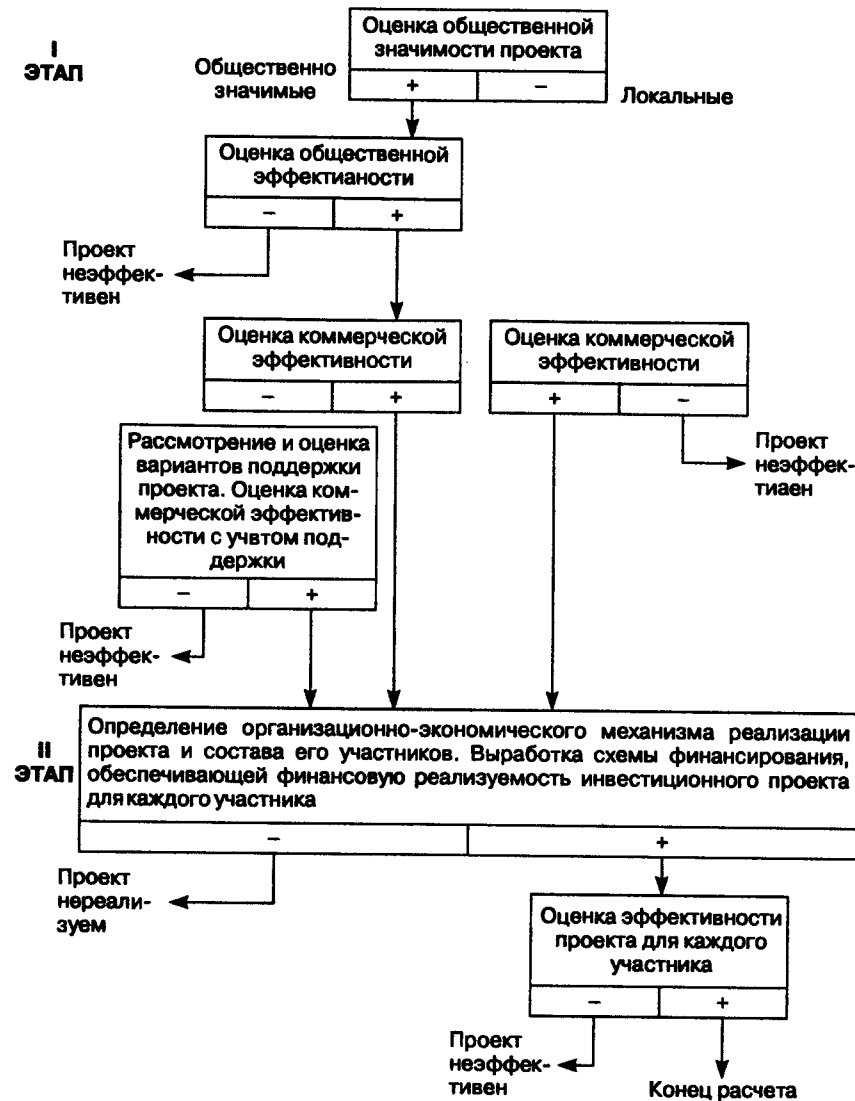 I
ЭТАП
Оценка общественной
значимости проекта
Общественно
значимые
+ −
Локальные
Оценка общественной
эффектианости
− +
Проект
неэффек-
тивен
Оценка коммерческой
эффективности
− +
Оценка коммерческой
эффективности
+ −
Рассмотрение и оценка
вариантов поддержки
проекта. Оценка ком-
мерческой эффектив-
ности с учвтом под-
держки
− +
Проект
неэффек-
тиаен
Проект
неэффек-
тивен
II
ЭТАП
Определение организационно-экономического механизма реализации
проекта и состава его участников. Выработка схемы финансирования,
обеспечивающей финансовую реализуемость инвестиционного проекта
для каждого участника
− +
Проект
нереали-
зуем
Оценка эффективности
проекта для каждого
участника
− +
Проект
неэффек-
тивен
Конец расчета